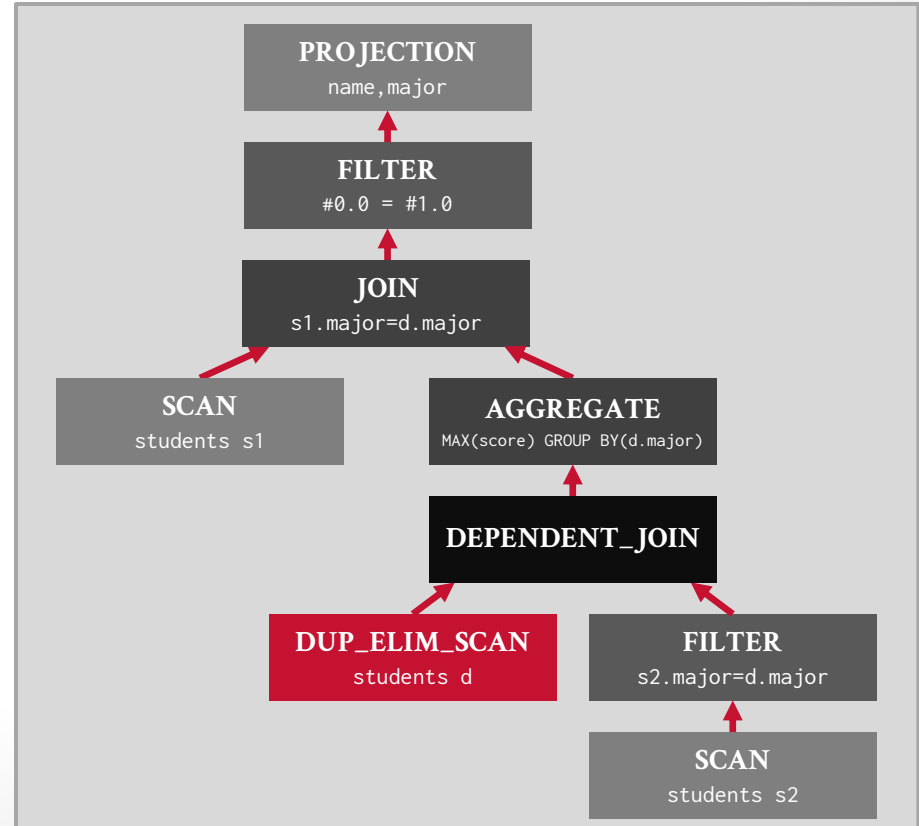 PROJECTION
name,major
FILTER
#0.0 = #1.0
JOIN
s1.major=d.major
SCAN
students s1
AGGREGATE
MAX(score) GROUP BY(d.major)
DEPENDENT_JOIN
DUP_ELIM_SCAN
students d
FILTER
s2.major=d.major
SCAN
students s2